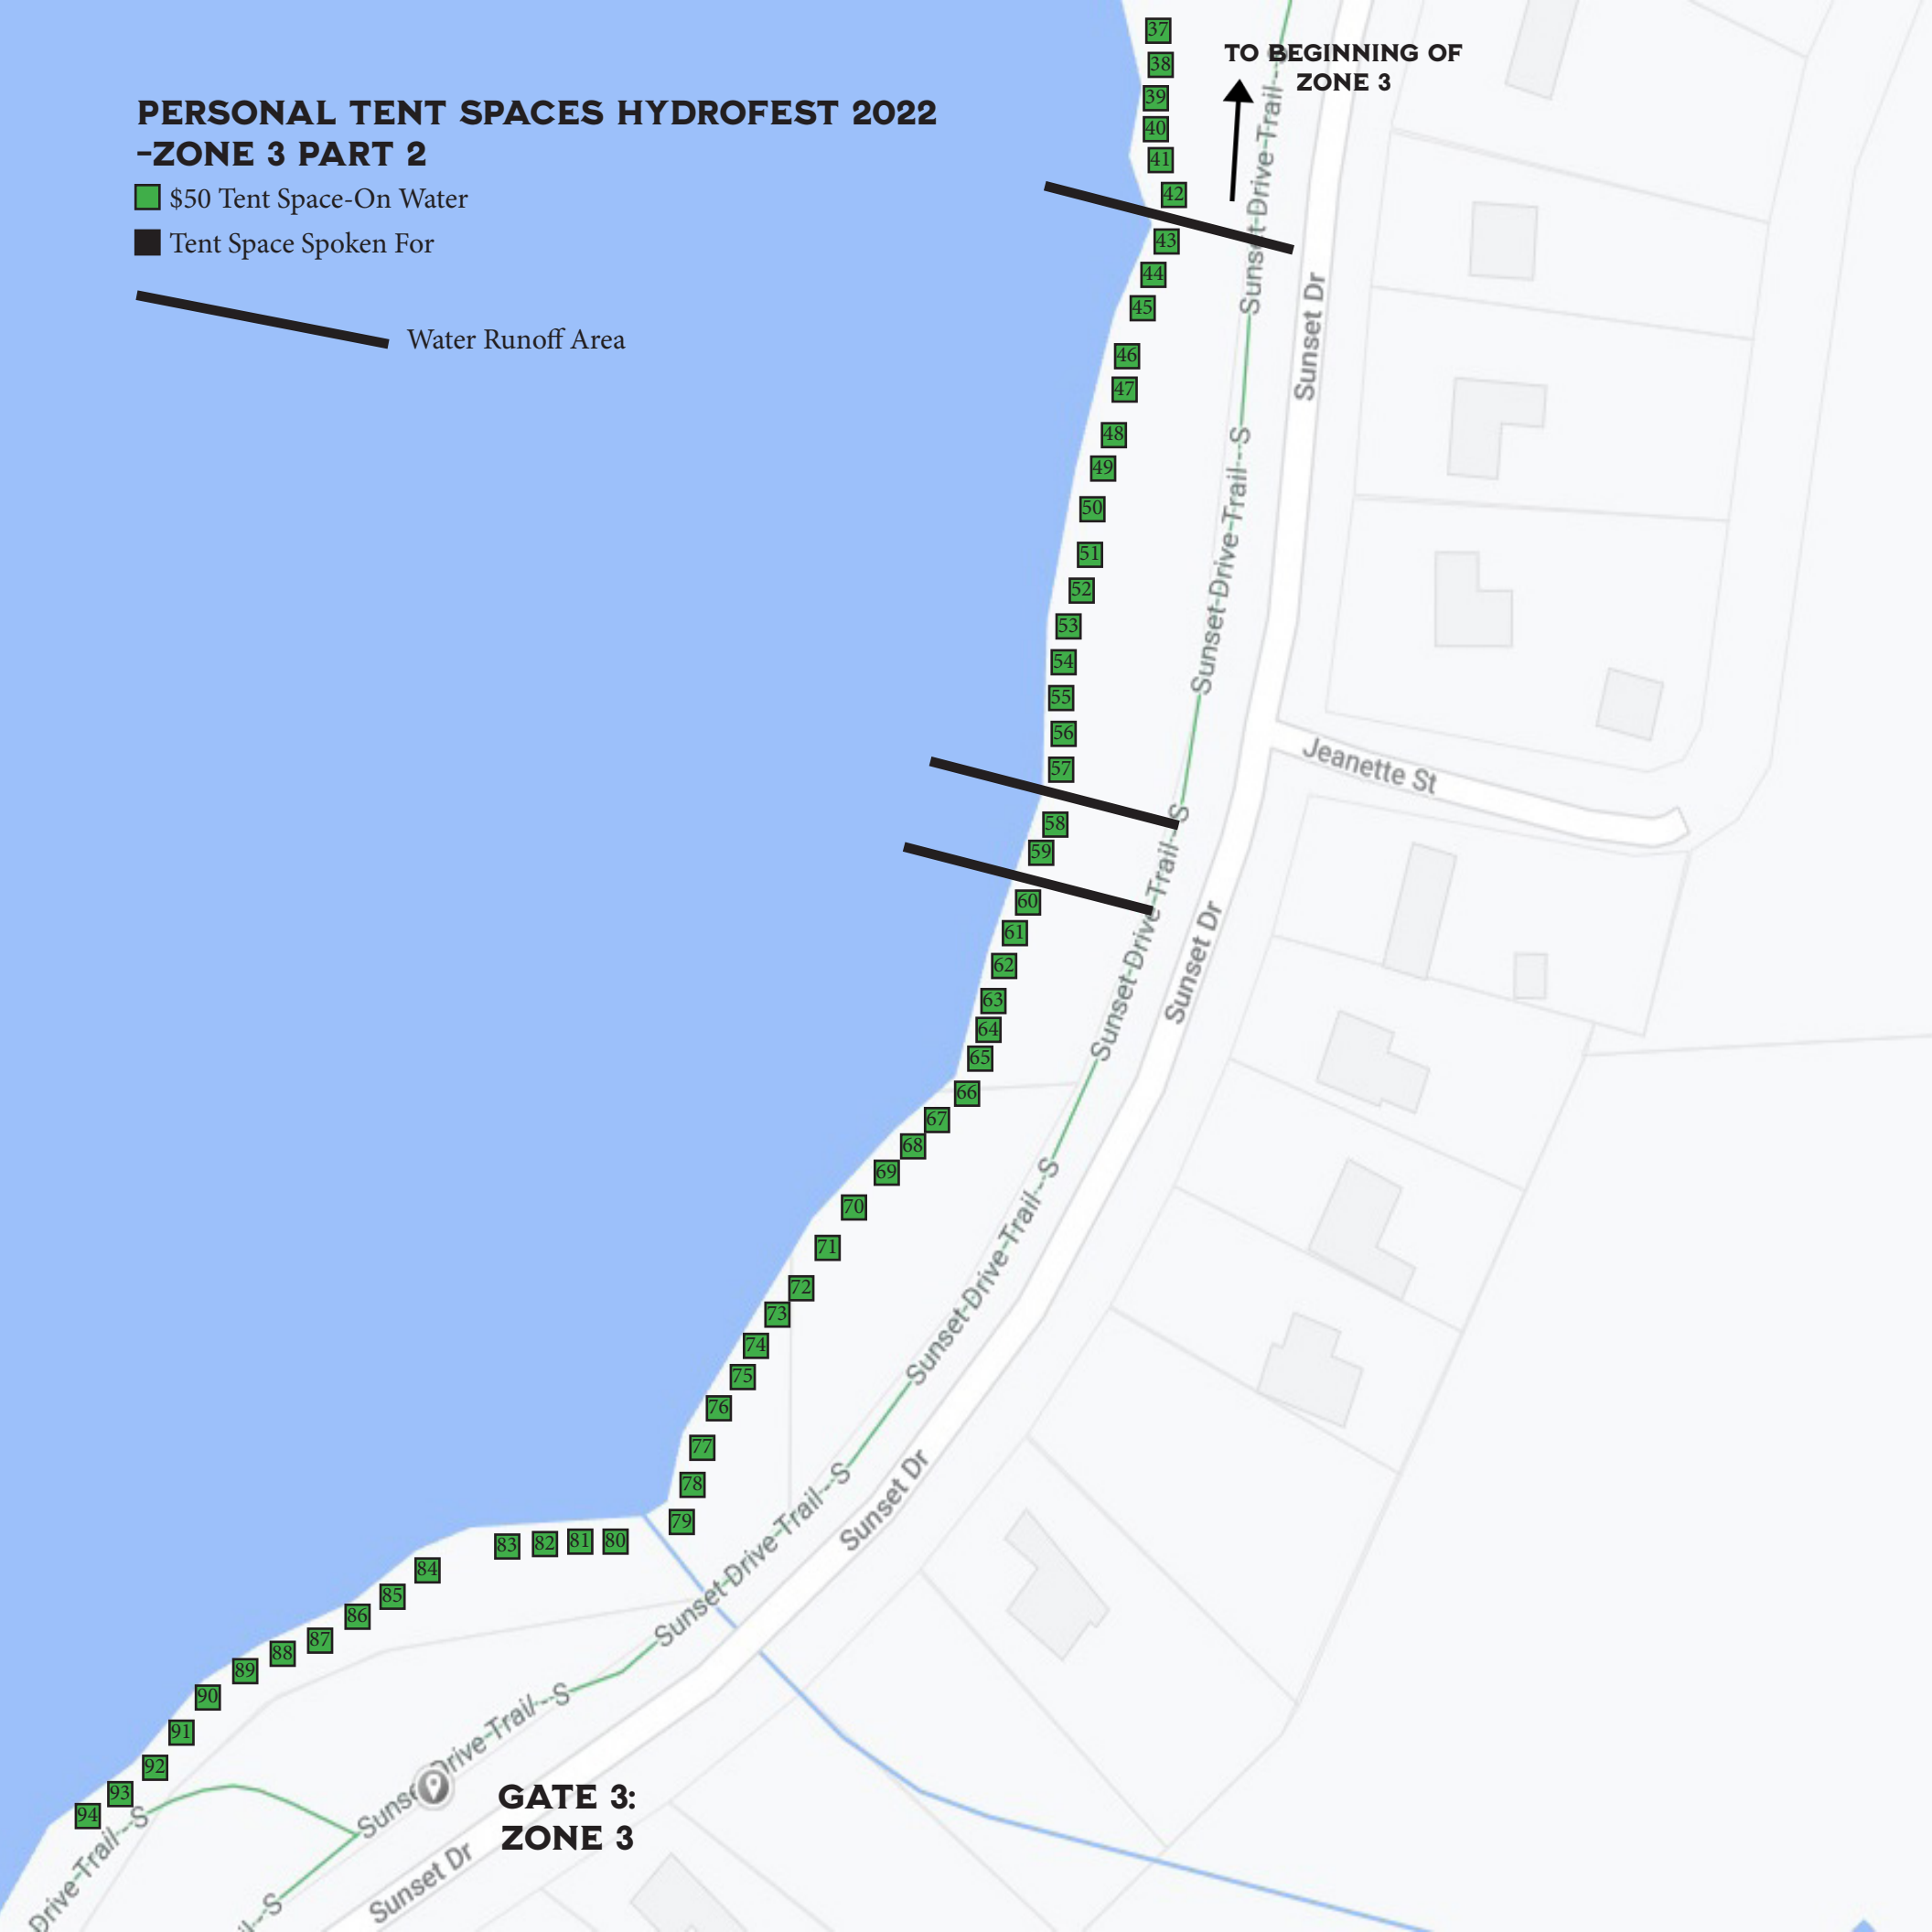 PERSONAL TENT SPACES HYDROFEST 2022
-ZONE 3 PART 2
$50 Tent Space-On Water
Tent Space Spoken For
Water Runoff Area
TO BEGINNING OF
ZONE 3
37
38
39
40
41
42
43
44
45
46
47
48
49
50
51
52
53
54
55
56
57
58
59
60
61
62
63
64
65
66
67
68
69
70
71
72
73
74
75
76
77
78
79
83 82 81 80
84
85
86
87
88
89
90
91
92
93
94
Sunset-Drive-Trail--S
Sunset Dr
Sunset-Drive-Trail--S
Jeanette St
Sunset-Drive-Trail--S
Sunset Dr
Sunset-Drive-Trail--S
Sunset-Drive-Trail--S
Sunset Dr
Sunset-Drive-Trail--S
Drive-Trail--S
Sunset Dr
GATE 3:
ZONE 3